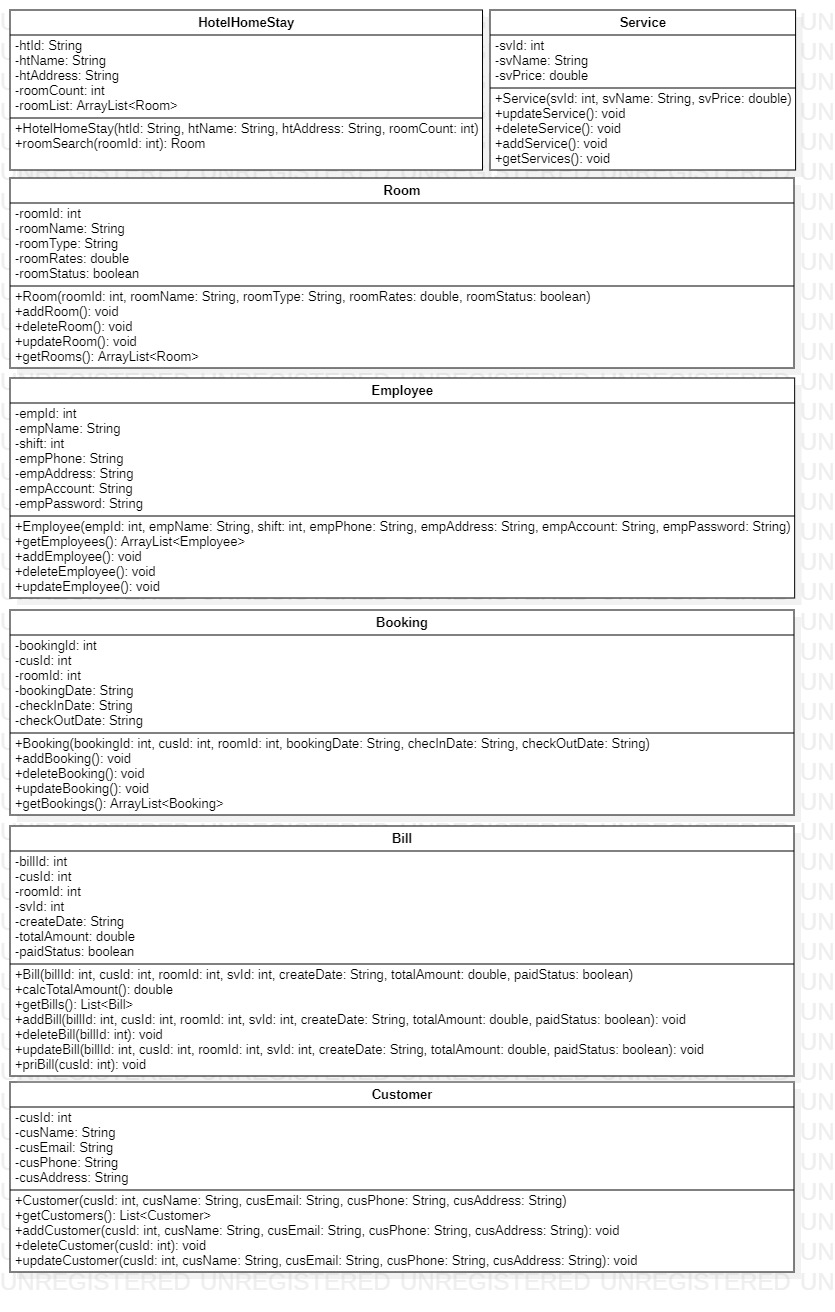 HotelHomeStay
-htId: String
-htName: String
-htAddress: String
-roomCount: int
-roomList: ArrayList<Room>
+HotelHomeStay(htId: String, htName: String, htAddress: String, roomCount: int)
+roomSearch(roomId: int): Room
Service
-svId: int
-svName: String
-svPrice: double
+Service(svId: int, svName: String, svPrice: double)
+updateService(): void
+deleteService(): void
+addService(): void
+getServices(): void
Room
-roomId: int
-roomName: String
-roomType: String
-roomRates: double
-roomStatus: boolean
+Room(roomId: int, roomName: String, roomType: String, roomRates: double, roomStatus: boolean)
+addRoom(): void
+deleteRoom(): void
+updateRoom(): void
+getRooms(): ArrayList<Room>
Employee
-empId: int
-empName: String
-shift: int
-empPhone: String
-empAddress: String
-empAccount: String
-empPassword: String
+Employee(empId: int, empName: String, shift: int, empPhone: String, empAddress: String, empAccount: String, empPassword: String)
+getEmployees(): ArrayList<Employee>
+addEmployee(): void
+deleteEmployee(): void
+updateEmployee(): void
Booking
-bookingId: int
-cusId: int
-roomId: int
-bookingDate: String
-checkInDate: String
-checkOutDate: String
+Booking(bookingId: int, cusId: int, roomId: int, bookingDate: String, checInDate: String, checkOutDate: String)
+addBooking(): void
+deleteBooking(): void
+updateBooking(): void
+getBookings(): ArrayList<Booking>
Bill
-billId: int
-cusId: int
-roomId: int
-svId: int
-createDate: String
-totalAmount: double
-paidStatus: boolean
+Bill(billId: int, cusId: int, roomId: int, svId: int, createDate: String, totalAmount: double, paidStatus: boolean)
+calcTotalAmount(): double
+getBills(): List<Bill>
+addBill(billId: int, cusId: int, roomId: int, svId: int, createDate: String, totalAmount: double, paidStatus: boolean): void
+deleteBill(billId: int): void
+updateBill(billId: int, cusId: int, roomId: int, svId: int, createDate: String, totalAmount: double, paidStatus: boolean): void
+priBill(cusId: int): void
Customer
-cusId: int
-cusName: String
-cusEmail: String
-cusPhone: String
-cusAddress: String
+Customer(cusId: int, cusName: String, cusEmail: String, cusPhone: String, cusAddress: String)
+getCustomers(): List<Customer>
+addCustomer(cusId: int, cusName: String, cusEmail: String, cusPhone: String, cusAddress: String): void
+deleteCustomer(cusId: int): void
+updateCustomer(cusId: int, cusName: String, cusEmail: String, cusPhone: String, cusAddress: String): void
UNREGISTERED UNREGISTERED UNREGISTERED UNREGISTERED UN